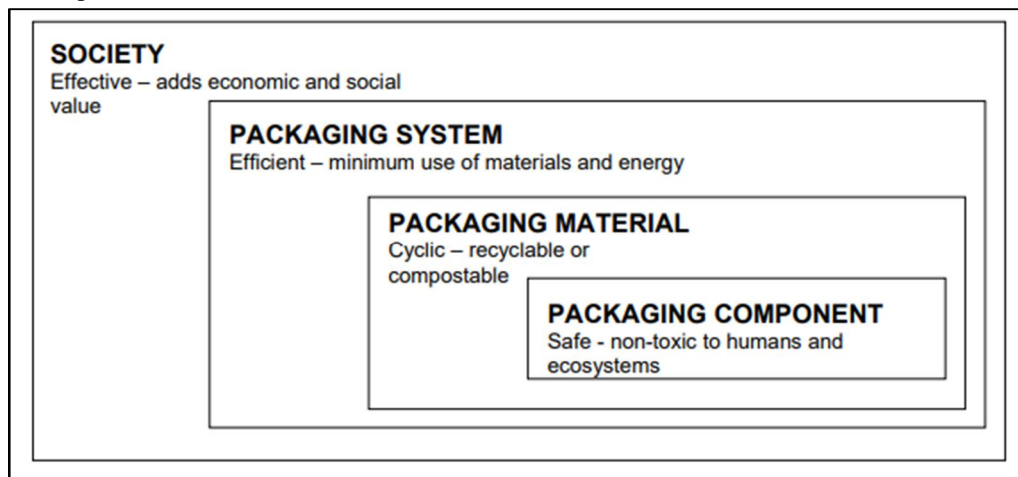 SOCIETY
Effective – adds economic and social
value
PACKAGING SYSTEM
Efficient – minimum use of materials and energy
PACKAGING MATERIAL
Cyclic – recyclable or
compostable
PACKAGING COMPONENT
Safe - non-toxic to humans and
ecosystems